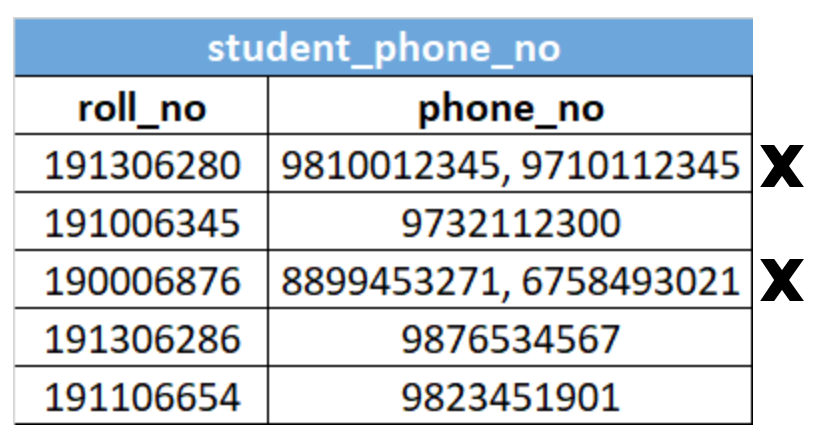 student_phone_no
roll_no phone_no
191306280 9810012345, 9710112345 X
191006345 9732112300
190006876 8899453271, 6758493021 X
191306286 9876534567
191106654 9823451901